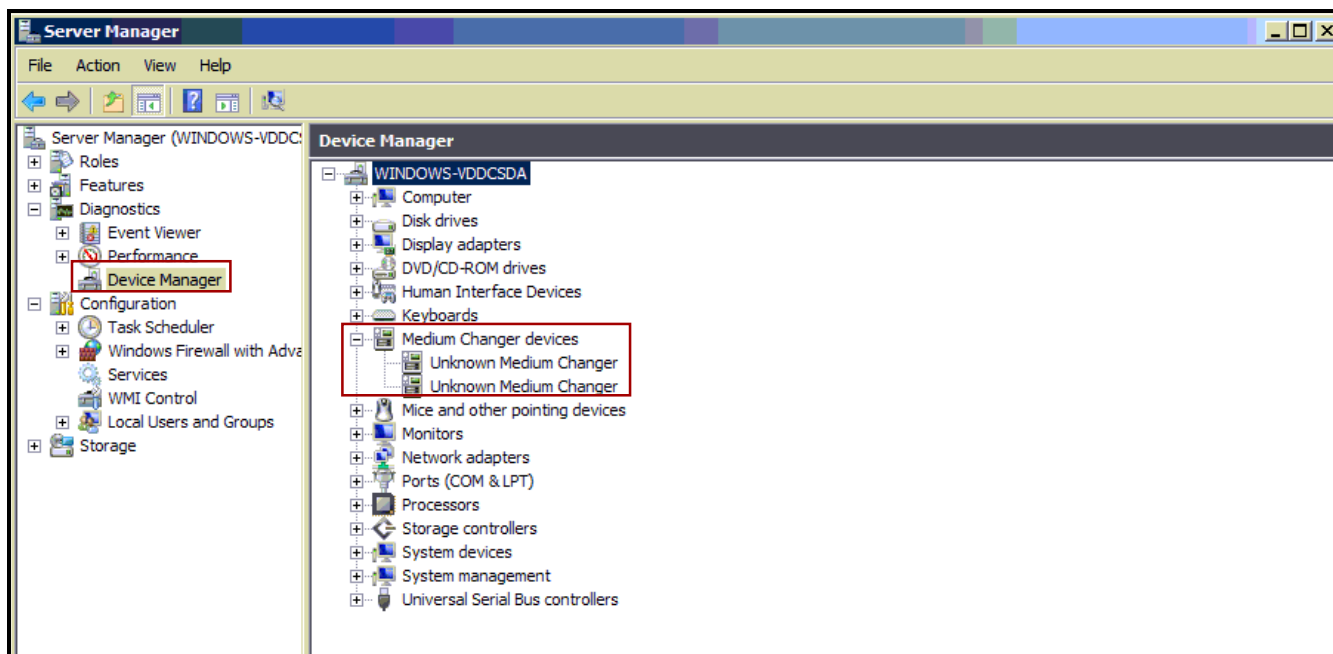 Server Manager
File Action View Help
Server Manager (WINDOWS-VDDC
Roles
Features
Diagnostics
Event Viewer
Performance
Device Manager
Configuration
Task Scheduler
Windows Firewall with Adva
Services
WMI Control
Local Users and Groups
Storage
Device Manager
WINDOWS-VDDCSDA
Computer
Disk drives
Display adapters
DVD/CD-ROM drives
Human Interface Devices
Keyboards
Medium Changer devices
Unknown Medium Changer
Unknown Medium Changer
Mice and other pointing devices
Monitors
Network adapters
Ports (COM & LPT)
Processors
Storage controllers
System devices
System management
Universal Serial Bus controllers